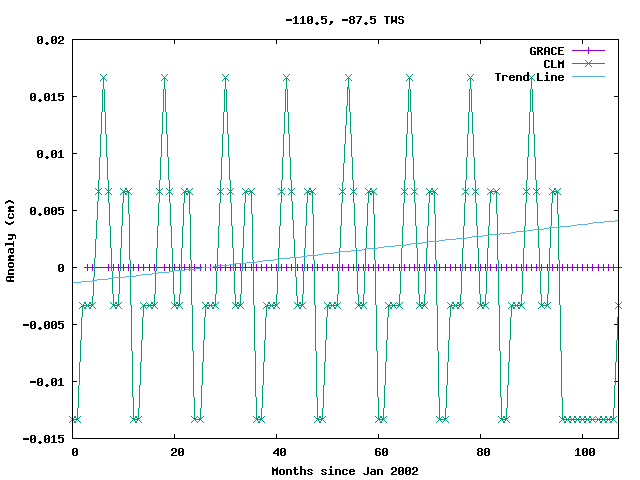 -110.5, -87.5 TWS
GRACE
CLM
Trend Line
0.02
0.015
0.01
0.005
0
-0.005
-0.01
-0.015
Anomaly (cm)
0 20 40 60 80 100
Months since Jan 2002